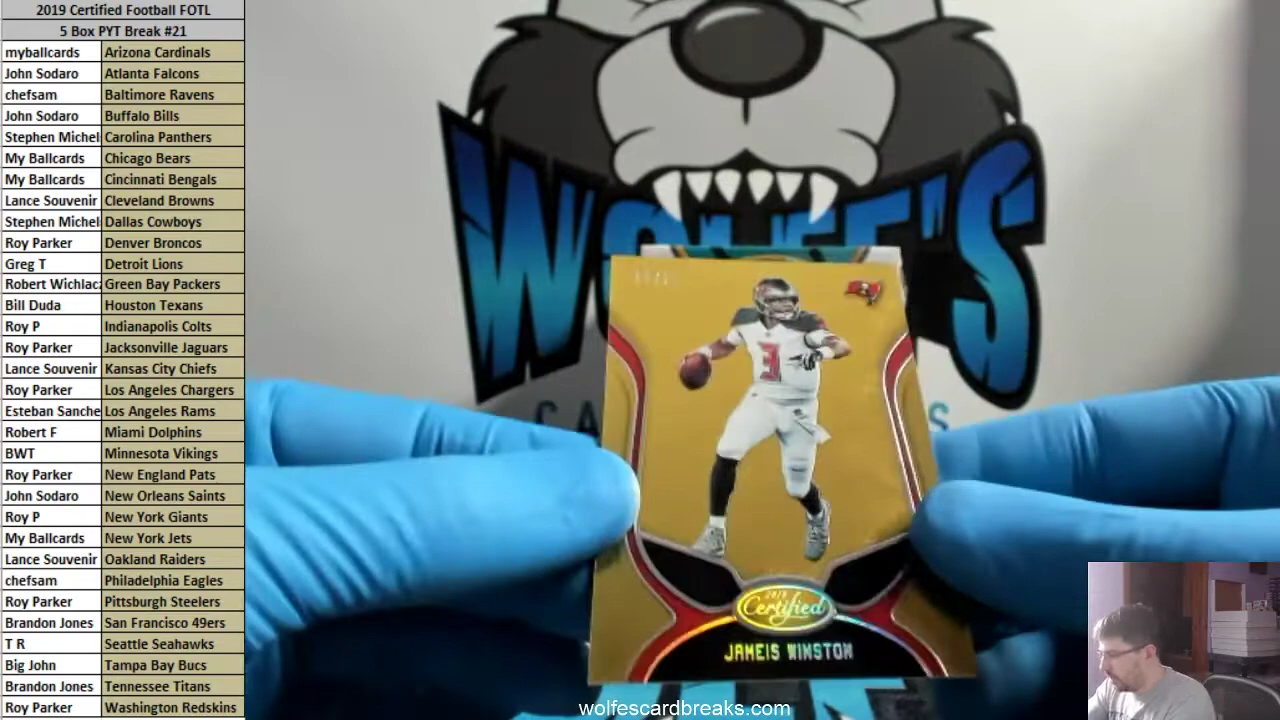 2019 Certified Football FOTL
5 Box PYT Break #21
myballcards Arizona Cardinals
John Sodaro Atlanta Falcons
chefsam Baltimore Ravens
John Sodaro Buffalo Bills
Stephen Michel Carolina Panthers
My Ballcards Chicago Bears
My Ballcards Cincinnati Bengals
Lance Souvenir Cleveland Browns
Stephen Michel Dallas Cowboys
Roy Parker Denver Broncos
Greg T Detroit Lions
Robert Wichlacz Green Bay Packers
Bill Duda Houston Texans
Roy P Indianapolis Colts
Roy Parker Jacksonville Jaguars
Lance Souvenir Kansas City Chiefs
Roy Parker Los Angeles Chargers
Esteban Sanche Los Angeles Rams
Robert F Miami Dolphins
BWT Minnesota Vikings
Roy Parker New England Pats
John Sodaro New Orleans Saints
Roy P New York Giants
My Ballcards New York Jets
Lance Souvenir Oakland Raiders
chefsam Philadelphia Eagles
Roy Parker Pittsburgh Steelers
Brandon Jones San Francisco 49ers
T R Seattle Seahawks
Big John Tampa Bay Bucs
Brandon Jones Tennessee Titans
Roy Parker Washington Redskins
WOLFE'S
3
2019
Certified
JAMEIS WINSTON
wolfescardbreaks.com